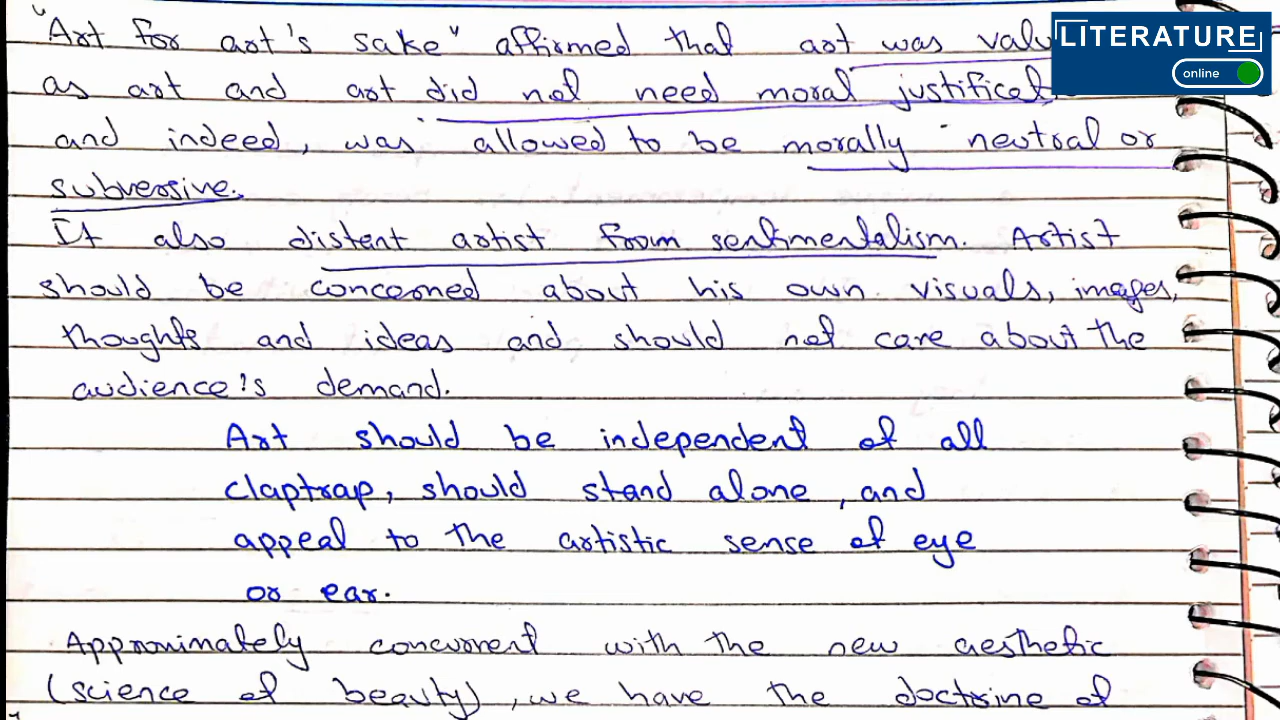 "Art for art's sake" affirmed that art was valu
LITERATURE
online
as art and art did not need moral justificat
and indeed, was allowed to be morally neutral or
subversive.
It also distent artist from sentimentalism. Artist
should be concerned about his own visuals, images,
thoughts and ideas and should not care about the
audience's demand.
Art should be independent of all
claptrap, should stand alone, and
appeal to the artistic sense of eye
or ear.
Approximately concurrent with the new aesthetic
(science of beauty), we have the doctrine of